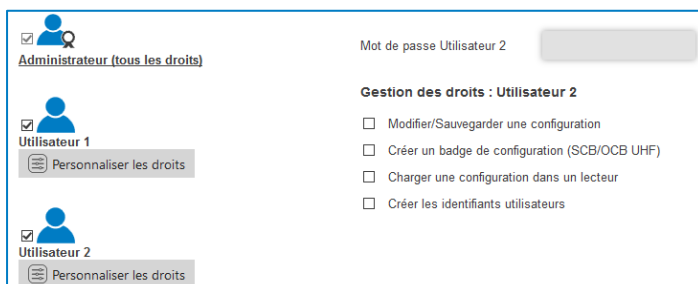 Administrateur (tous les droits)
Utilisateur 1
Personnaliser les droits
Utilisateur 2
Personnaliser les droits
Mot de passe Utilisateur 2
Gestion des droits : Utilisateur 2
Modifier/Sauvegarder une configuration
Créer un badge de configuration (SCB/OCB UHF)
Charger une configuration dans un lecteur
Créer les identifiants utilisateurs